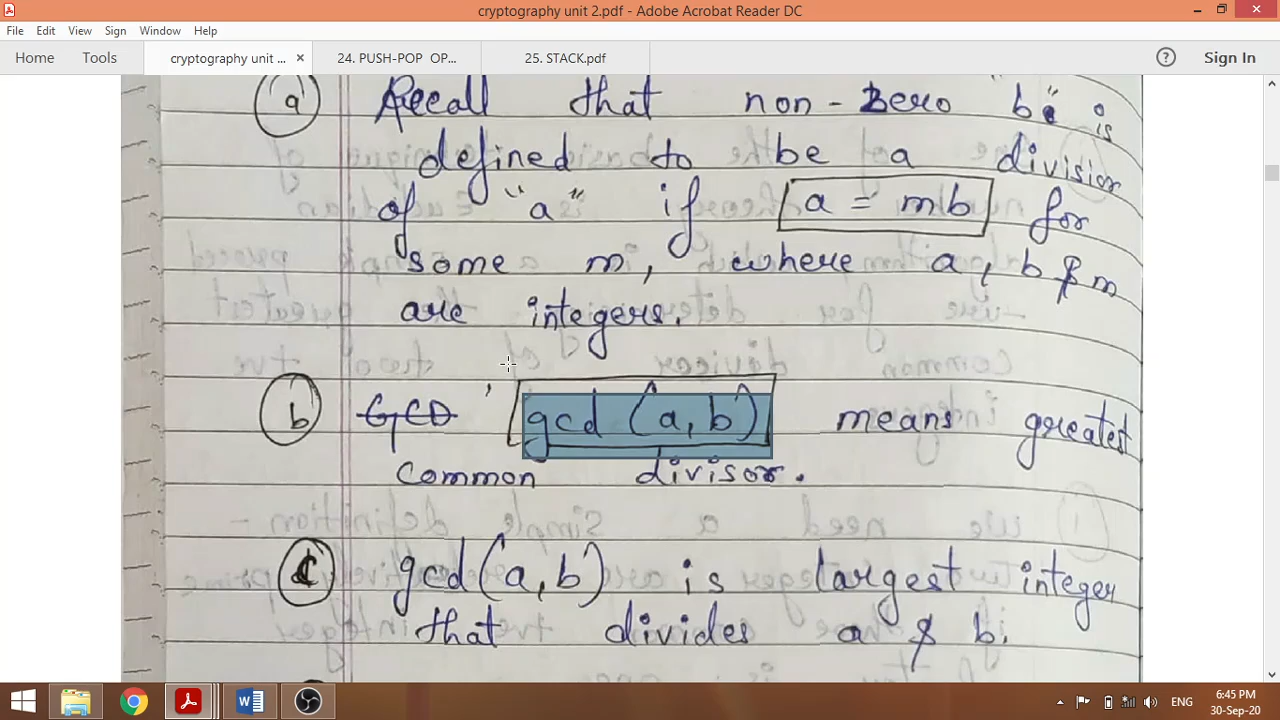 cryptography unit 2.pdf - Adobe Acrobat Reader DC
File Edit View Sign Window Help
Home Tools cryptography unit ... × 24. PUSH-POP OP... 25. STACK.pdf ? Sign In
a Recall that non-zero "b" is
defined to be a division
of "a" if a = mb for
some m, where a, b & m
are integers.
b GCD gcd (a,b) means greatest
common divisor.
c gcd(a,b) is largest integer
that divides a & b.
ENG 6:45 PM
30-Sep-20